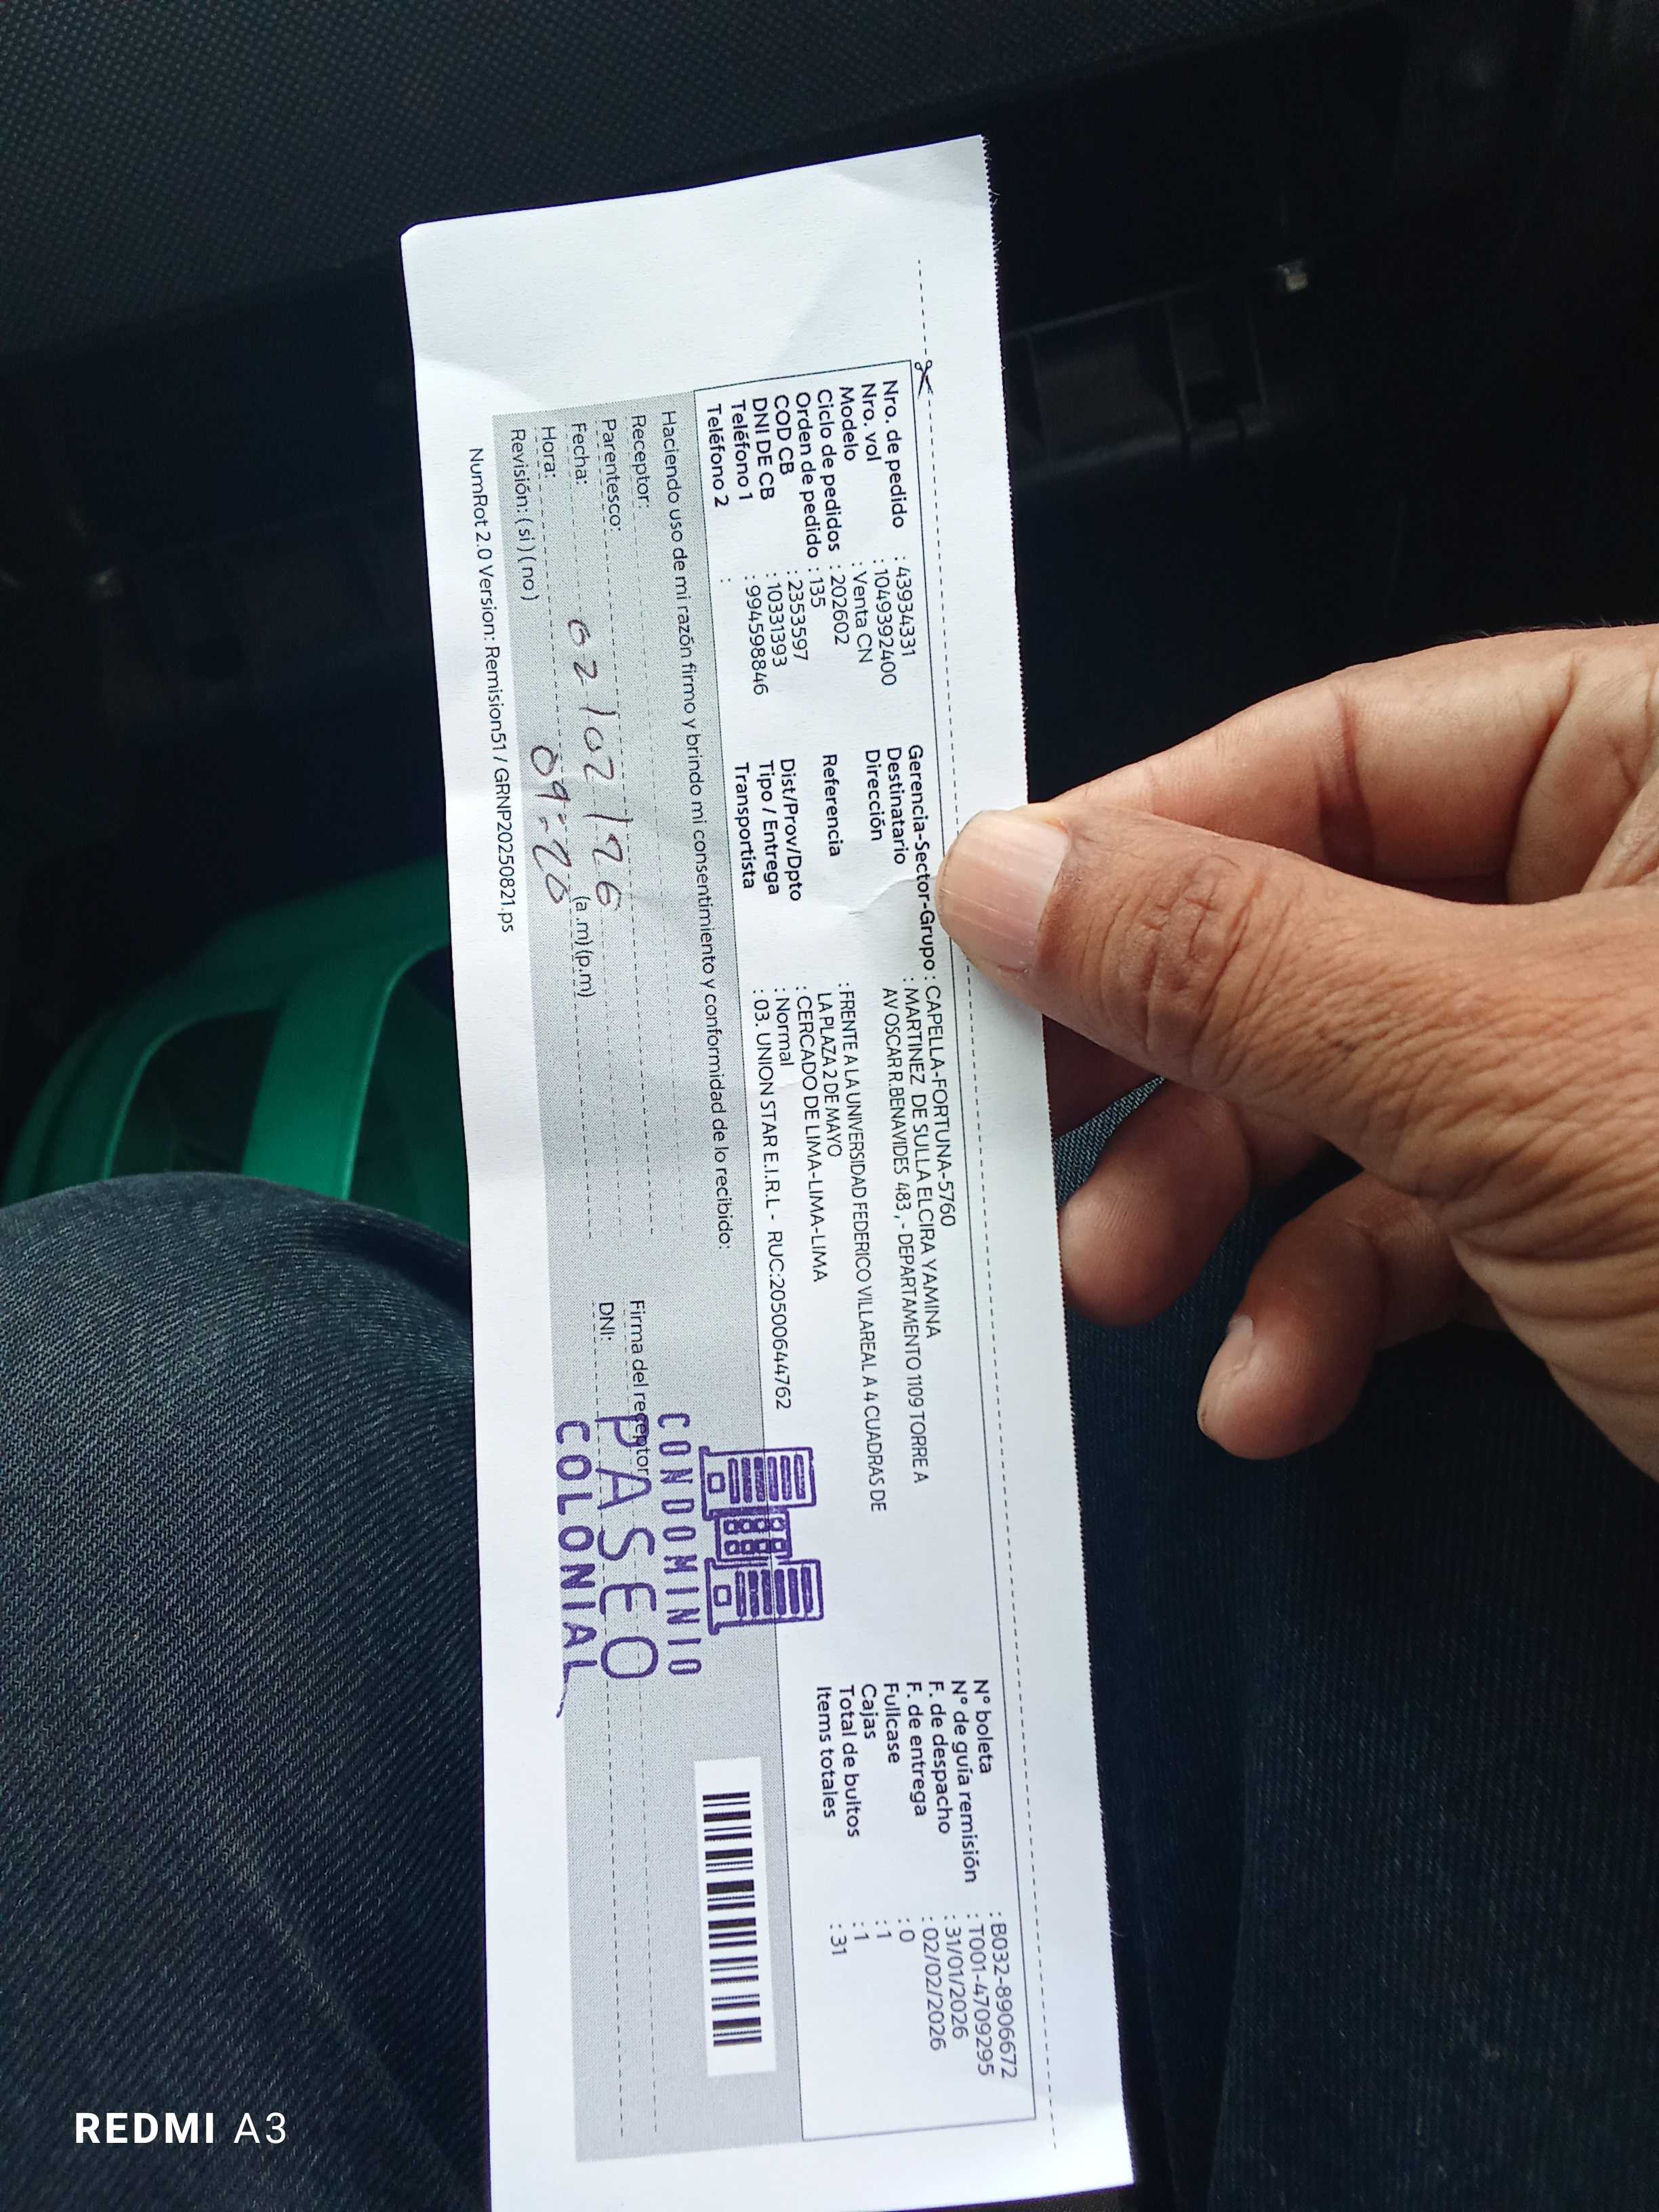 Nro. de pedido : 43934331
Nro. vol : 1049392400
Modelo : Venta CN
Ciclo de pedidos : 202602
Orden de pedido : 135
COD CB : 2353597
DNI DE CB : 10331393
Teléfono 1 : 994598846
Teléfono 2 :
Gerencia-Sector-Grupo : CAPELLA-FORTUNA-5760
Destinatario : MARTINEZ DE SULLA ELCIRA YAMINA
Dirección AV OSCAR R.BENAVIDES 483, - DEPARTAMENTO 1109 TORRE A
Referencia : FRENTE A LA UNIVERSIDAD FEDERICO VILLAREAL A 4 CUADRAS DE
LA PLAZA 2 DE MAYO
Dist/Prov/Dpto : CERCADO DE LIMA-LIMA-LIMA
Tipo / Entrega : Normal
Transportista : 03. UNION STAR E.I.R.L - RUC:20500644762
N° boleta : B032-8906672
N° de guía remisión : T001-4709295
F. de despacho : 31/01/2026
F. de entrega : 02/02/2026
Fullcase : 0
Cajas : 1
Total de bultos : 1
Items totales : 31
Haciendo uso de mi razón firmo y brindo mi consentimiento y conformidad de lo recibido:
Receptor:
Parentesco:
Fecha: 02/02/26
Hora: 09:20 (a.m)(p.m)
Revisión: (si)(no)
Firma del receptor
DNI:
CONDOMINIO
PASEO
COLONIAL
NumRot 2.0 Version: Remision51 / GRNP20250821.ps
REDMI A3